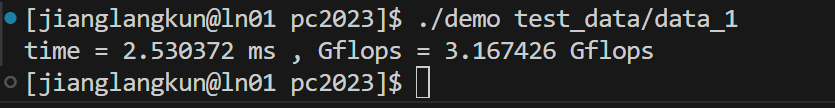 [jianglangkun@ln01 pc2023]$ ./demo test_data/data_1
time = 2.530372 ms , Gflops = 3.167426 Gflops
[jianglangkun@ln01 pc2023]$